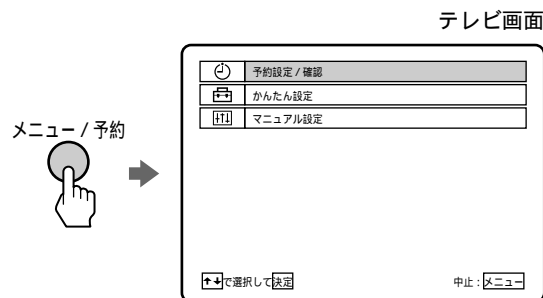 テレビ画面
予約設定 / 確認
かんたん設定
マニュアル設定
メニュー / 予約
↑↓で選択して決定
中止 : メニュー